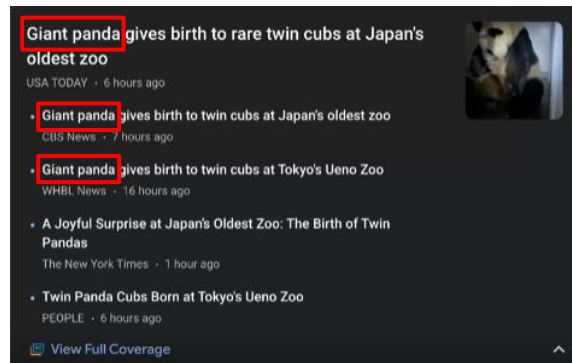 Giant panda gives birth to rare twin cubs at Japan's
oldest zoo
USA TODAY · 6 hours ago
• Giant panda gives birth to twin cubs at Japan's oldest zoo
CBS News · 7 hours ago
• Giant panda gives birth to twin cubs at Tokyo's Ueno Zoo
WHBL News · 16 hours ago
• A Joyful Surprise at Japan's Oldest Zoo: The Birth of Twin
Pandas
The New York Times · 1 hour ago
• Twin Panda Cubs Born at Tokyo's Ueno Zoo
PEOPLE · 6 hours ago
View Full Coverage